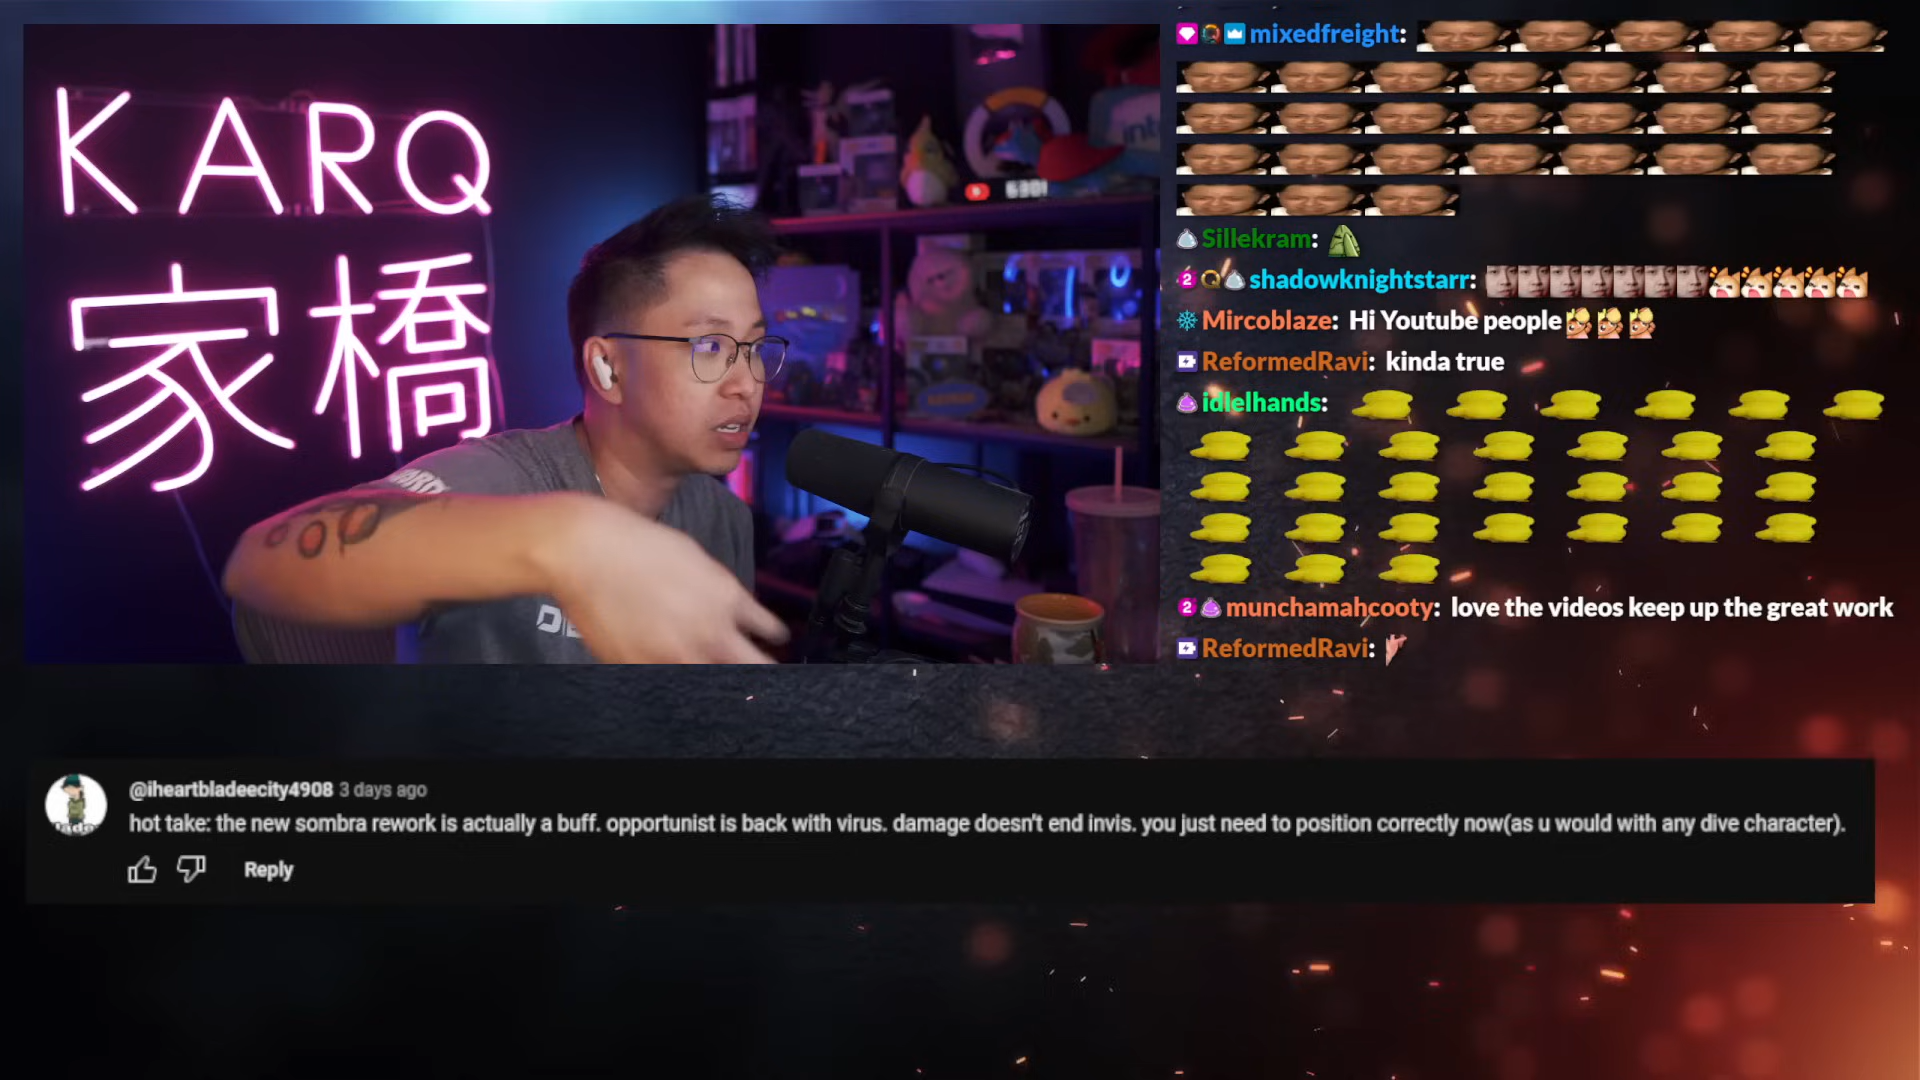 KARQ
家橋
mixedfreight:
Sillekram:
shadowknightstarr:
Mircoblaze: Hi Youtube people
ReformedRavi: kinda true
idlelhands:
munchamahcooty: love the videos keep up the great work
ReformedRavi:
@iheartbladeecity4908 3 days ago
hot take: the new sombra rework is actually a buff. opportunist is back with virus. damage doesn't end invis. you just need to position correctly now(as u would with any dive character).
Reply